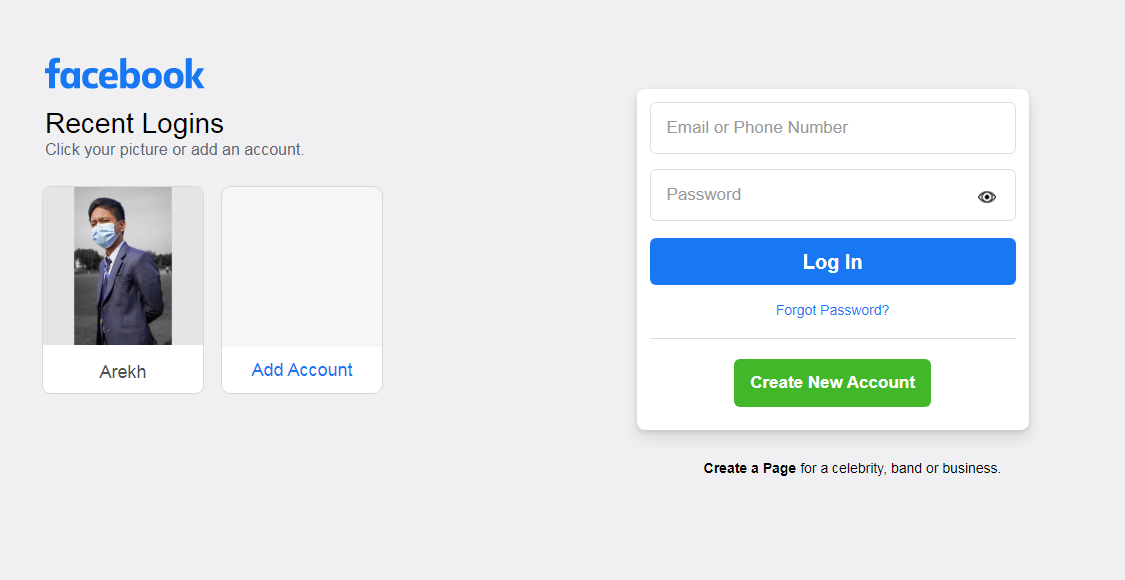 facebook
Recent Logins
Click your picture or add an account.
Arekh
Add Account
Email or Phone Number
Password
Log In
Forgot Password?
Create New Account
Create a Page for a celebrity, band or business.